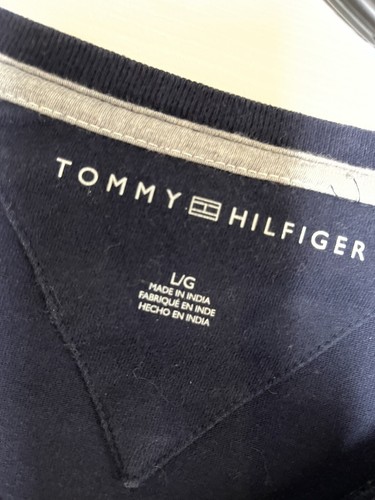 TOMMY HILFIGER
L/G
MADE IN INDIA
FABRIQUÉ EN INDE
HECHO EN INDIA